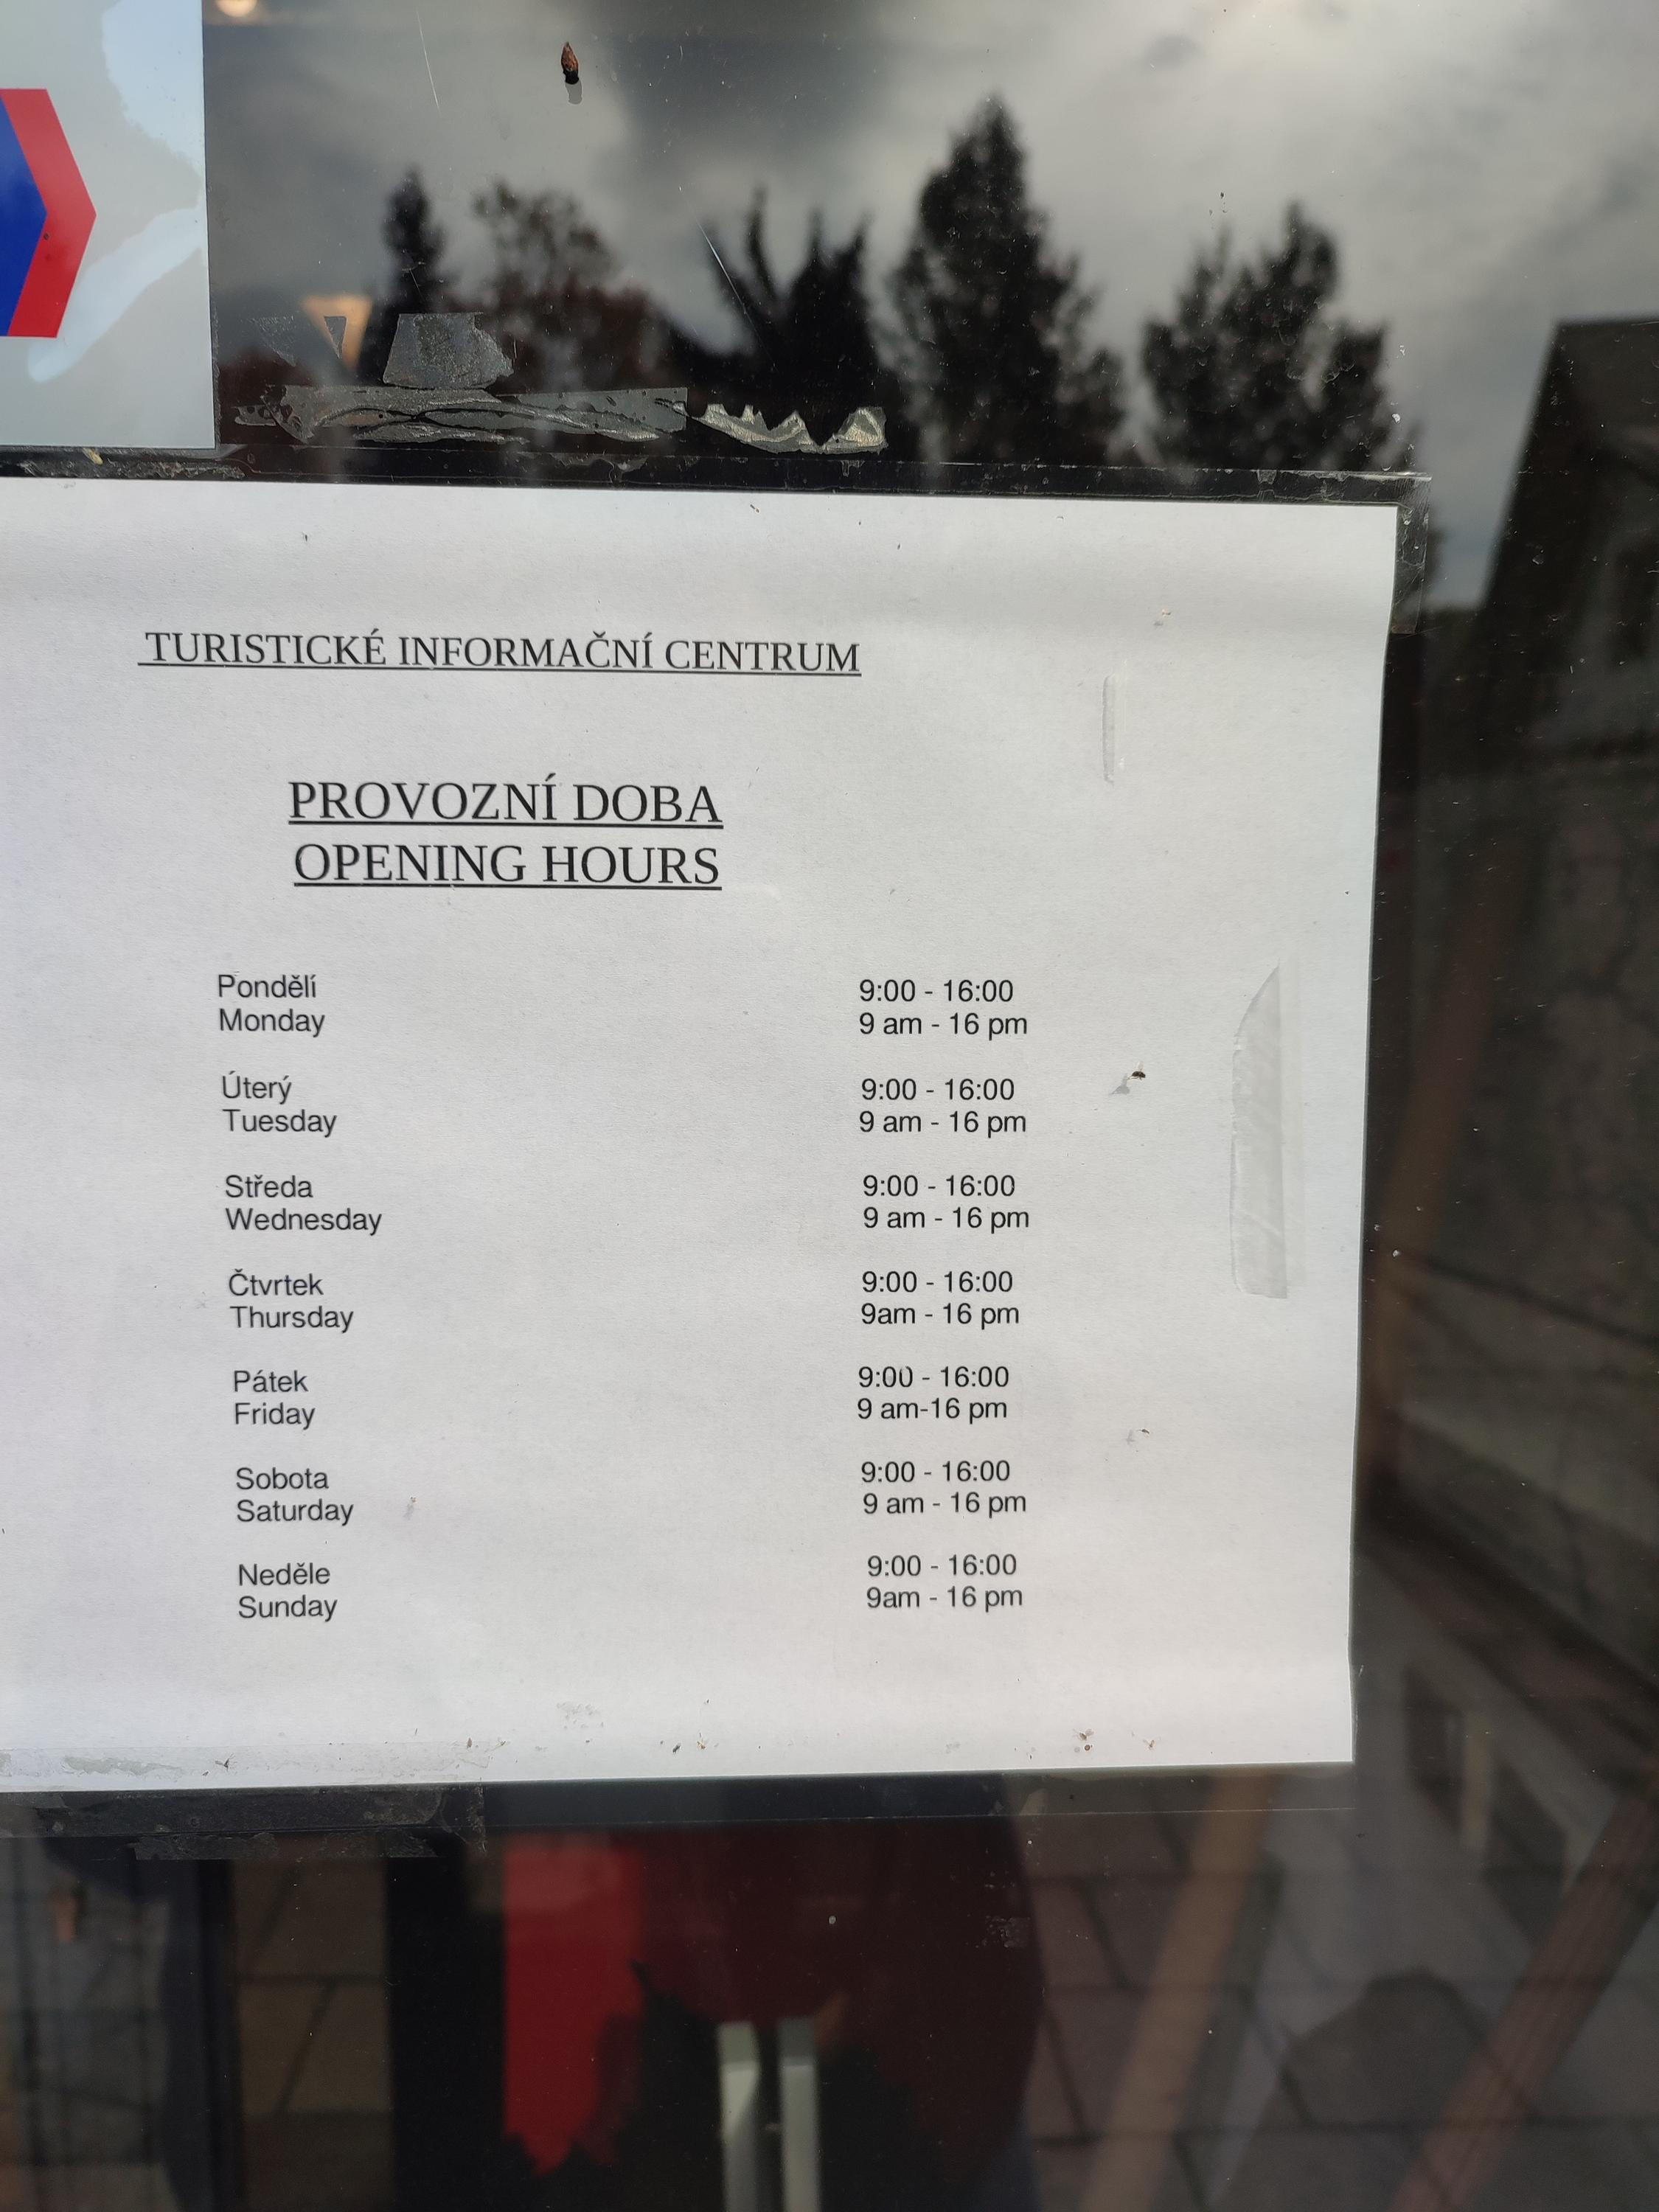 TURISTICKÉ INFORMAČNÍ CENTRUM
PROVOZNÍ DOBA
OPENING HOURS
Pondělí 9:00 - 16:00
Monday 9 am - 16 pm
Úterý 9:00 - 16:00
Tuesday 9 am - 16 pm
Středa 9:00 - 16:00
Wednesday 9 am - 16 pm
Čtvrtek 9:00 - 16:00
Thursday 9am - 16 pm
Pátek 9:00 - 16:00
Friday 9 am-16 pm
Sobota 9:00 - 16:00
Saturday 9 am - 16 pm
Neděle 9:00 - 16:00
Sunday 9am - 16 pm